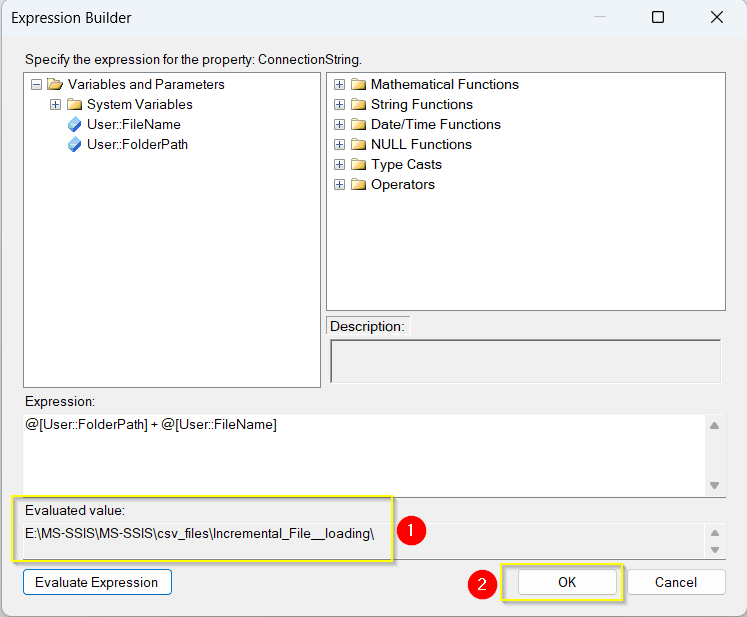 Expression Builder
Specify the expression for the property: ConnectionString.
Variables and Parameters
System Variables
User::FileName
User::FolderPath
Mathematical Functions
String Functions
Date/Time Functions
NULL Functions
Type Casts
Operators
Description:
Expression:
@[User::FolderPath] + @[User::FileName]
Evaluated value:
E:\MS-SSIS\MS-SSIS\csv_files\Incremental_File__loading\
1
Evaluate Expression
2
OK
Cancel